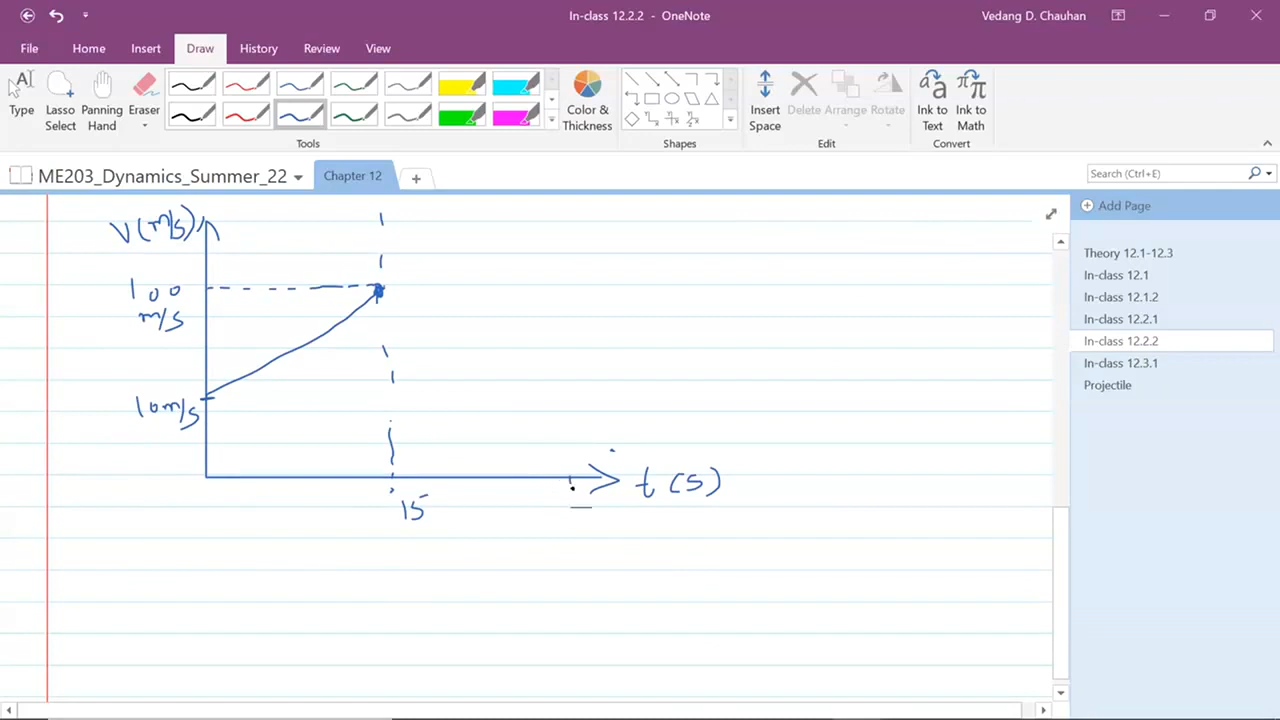 In-class 12.2.2 - OneNote
Vedang D. Chauhan
File Home Insert Draw History Review View
Type
Lasso Select
Panning Hand
Eraser
Color & Thickness
Insert Space
Delete
Arrange
Rotate
Ink to Text
Ink to Math
Tools
Shapes
Edit
Convert
ME203_Dynamics_Summer_22
Chapter 12
Search (Ctrl+E)
Add Page
Theory 12.1-12.3
In-class 12.1
In-class 12.1.2
In-class 12.2.1
In-class 12.2.2
In-class 12.3.1
Projectile
V (m/s)
100
m/s
10m/s
15
t (s)